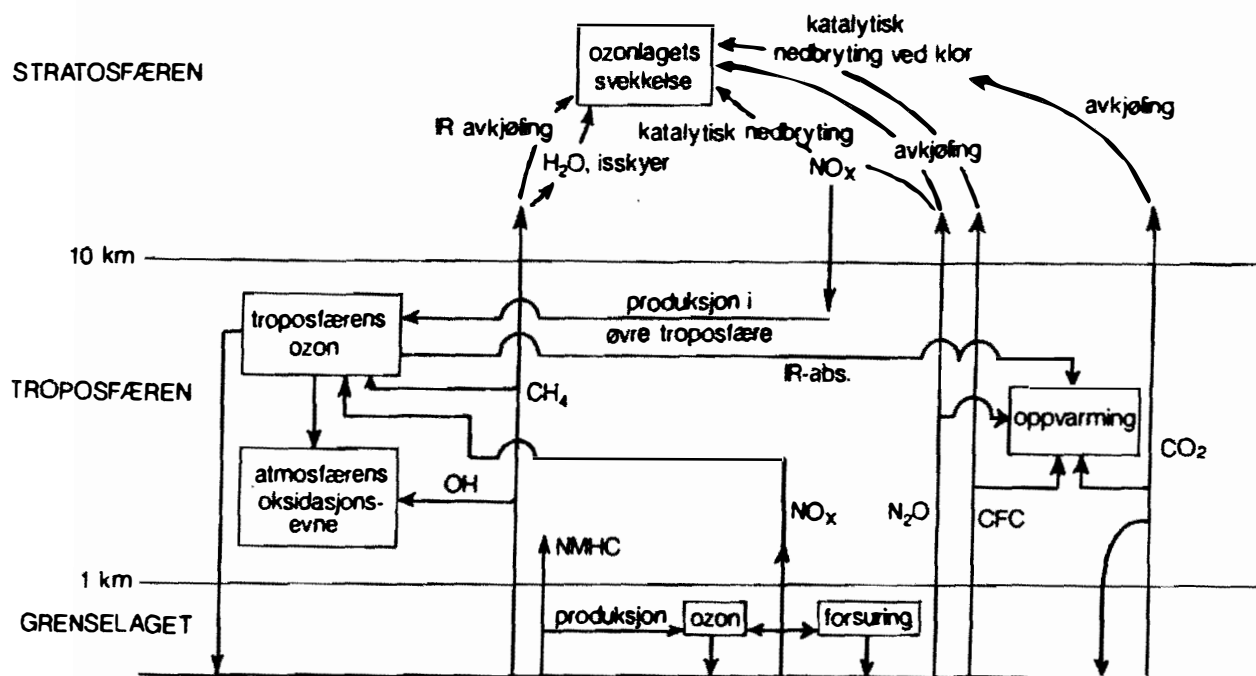 STRATOSFÆREN
ozonlagets
svekkelse
katalytisk
nedbryting ved klor
avkjøling
IR avkjøling
H₂O, isskyer
katalytisk nedbryting
NOx
avkjøling
10 km
troposfærens
ozon
produksjon i
øvre troposfære
IR-abs.
TROPOSFÆREN
CH₄
oppvarming
CO₂
atmosfærens
oksidasjons-
evne
OH
NOx
N₂O
CFC
NMHC
1 km
GRENSELAGET
produksjon
ozon
forsuring